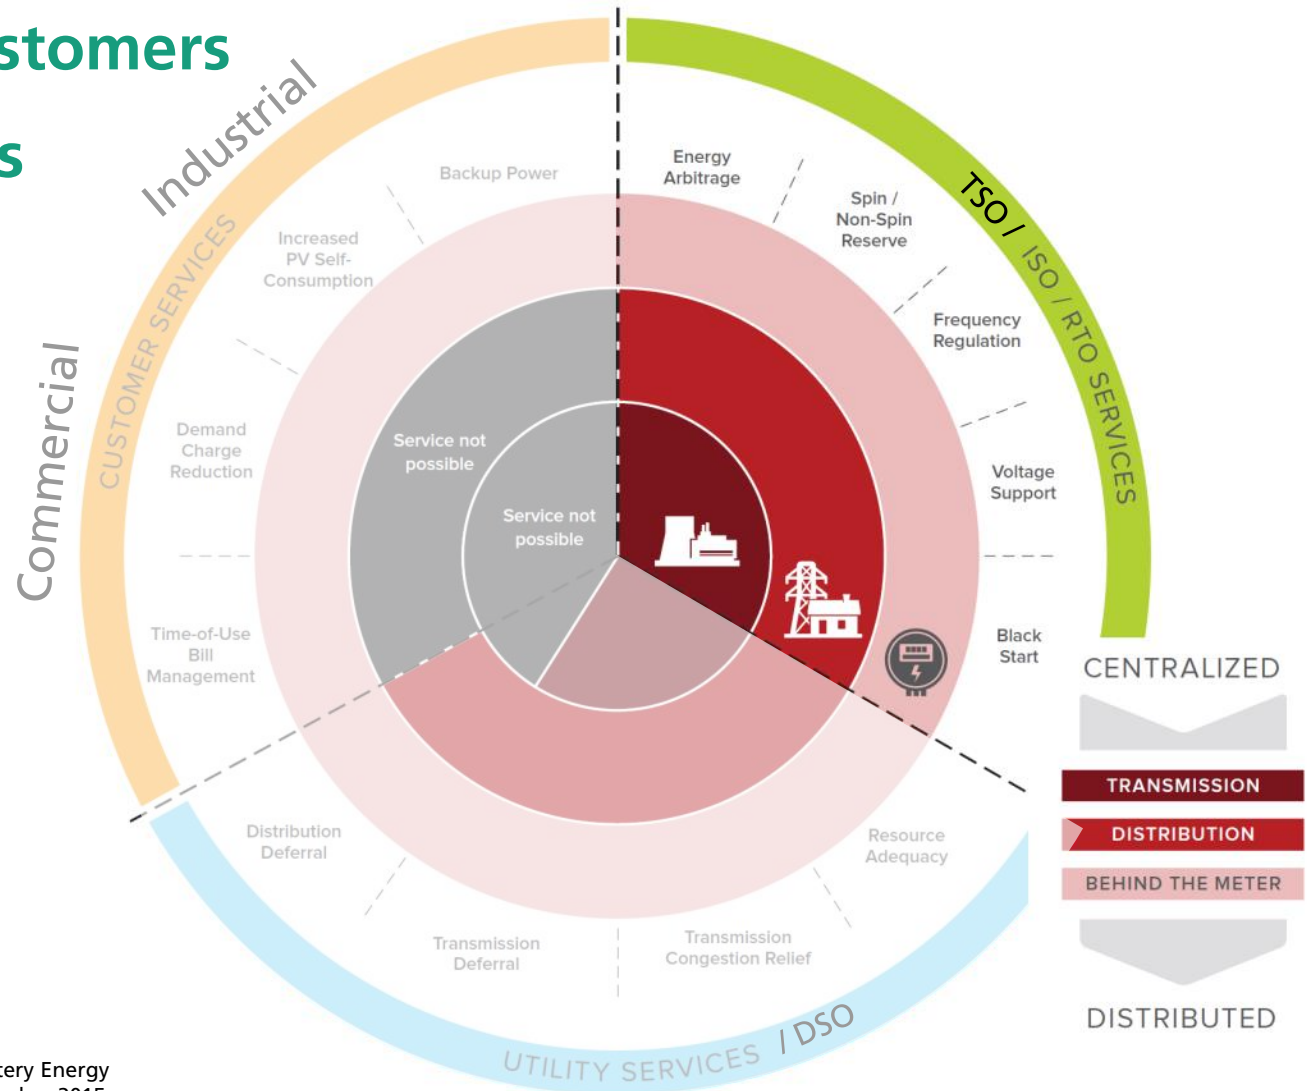 stomers
s
Industrial
Commercial
CUSTOMER SERVICES
Backup Power
Increased
PV Self-
Consumption
Demand
Charge
Reduction
Time-of-Use
Bill
Management
Service not
possible
Service not
possible
Energy
Arbitrage
Spin /
Non-Spin
Reserve
Frequency
Regulation
Voltage
Support
Black
Start
TSO / ISO / RTO SERVICES
Resource
Adequacy
Transmission
Congestion Relief
Transmission
Deferral
Distribution
Deferral
UTILITY SERVICES / DSO
CENTRALIZED
TRANSMISSION
DISTRIBUTION
BEHIND THE METER
DISTRIBUTED
tery Energy
2015